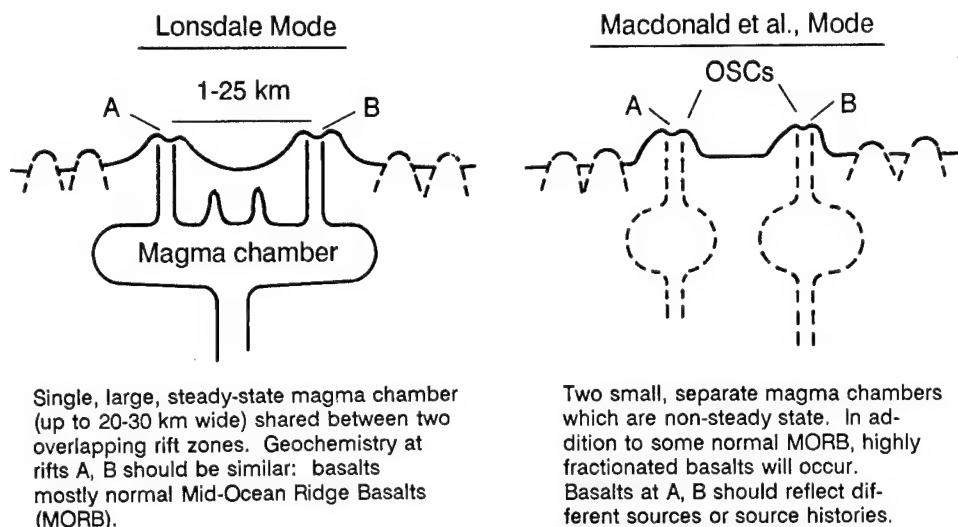 Lonsdale Mode
A
1-25 km
B
Magma chamber
Single, large, steady-state magma chamber
(up to 20-30 km wide) shared between two
overlapping rift zones. Geochemistry at
rifts A, B should be similar: basalts
mostly normal Mid-Ocean Ridge Basalts
(MORB).
Macdonald et al., Mode
OSCs
A
B
Two small, separate magma chambers
which are non-steady state. In ad-
dition to some normal MORB, highly
fractionated basalts will occur.
Basalts at A, B should reflect dif-
ferent sources or source histories.